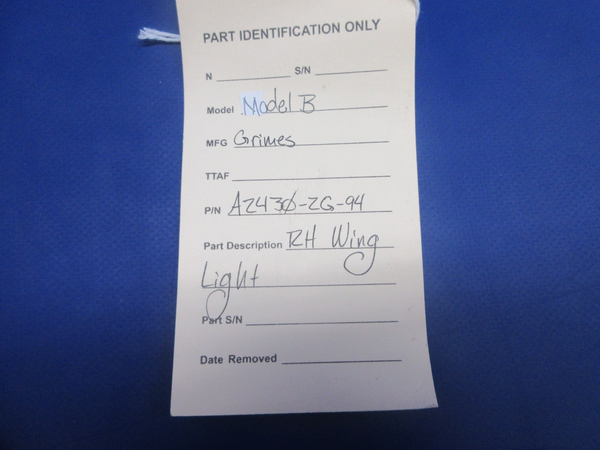 PART IDENTIFICATION ONLY
N S/N
Model Model B
MFG Grimes
TTAF
P/N A2430-2G-94
Part Description RH Wing
Light
Part S/N
Date Removed